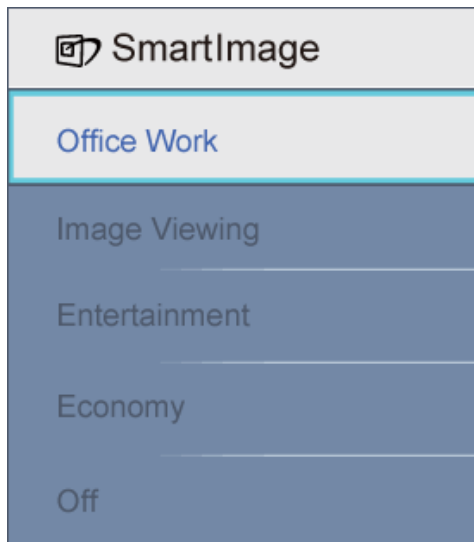 SmartImage
Office Work
Image Viewing
Entertainment
Economy
Off